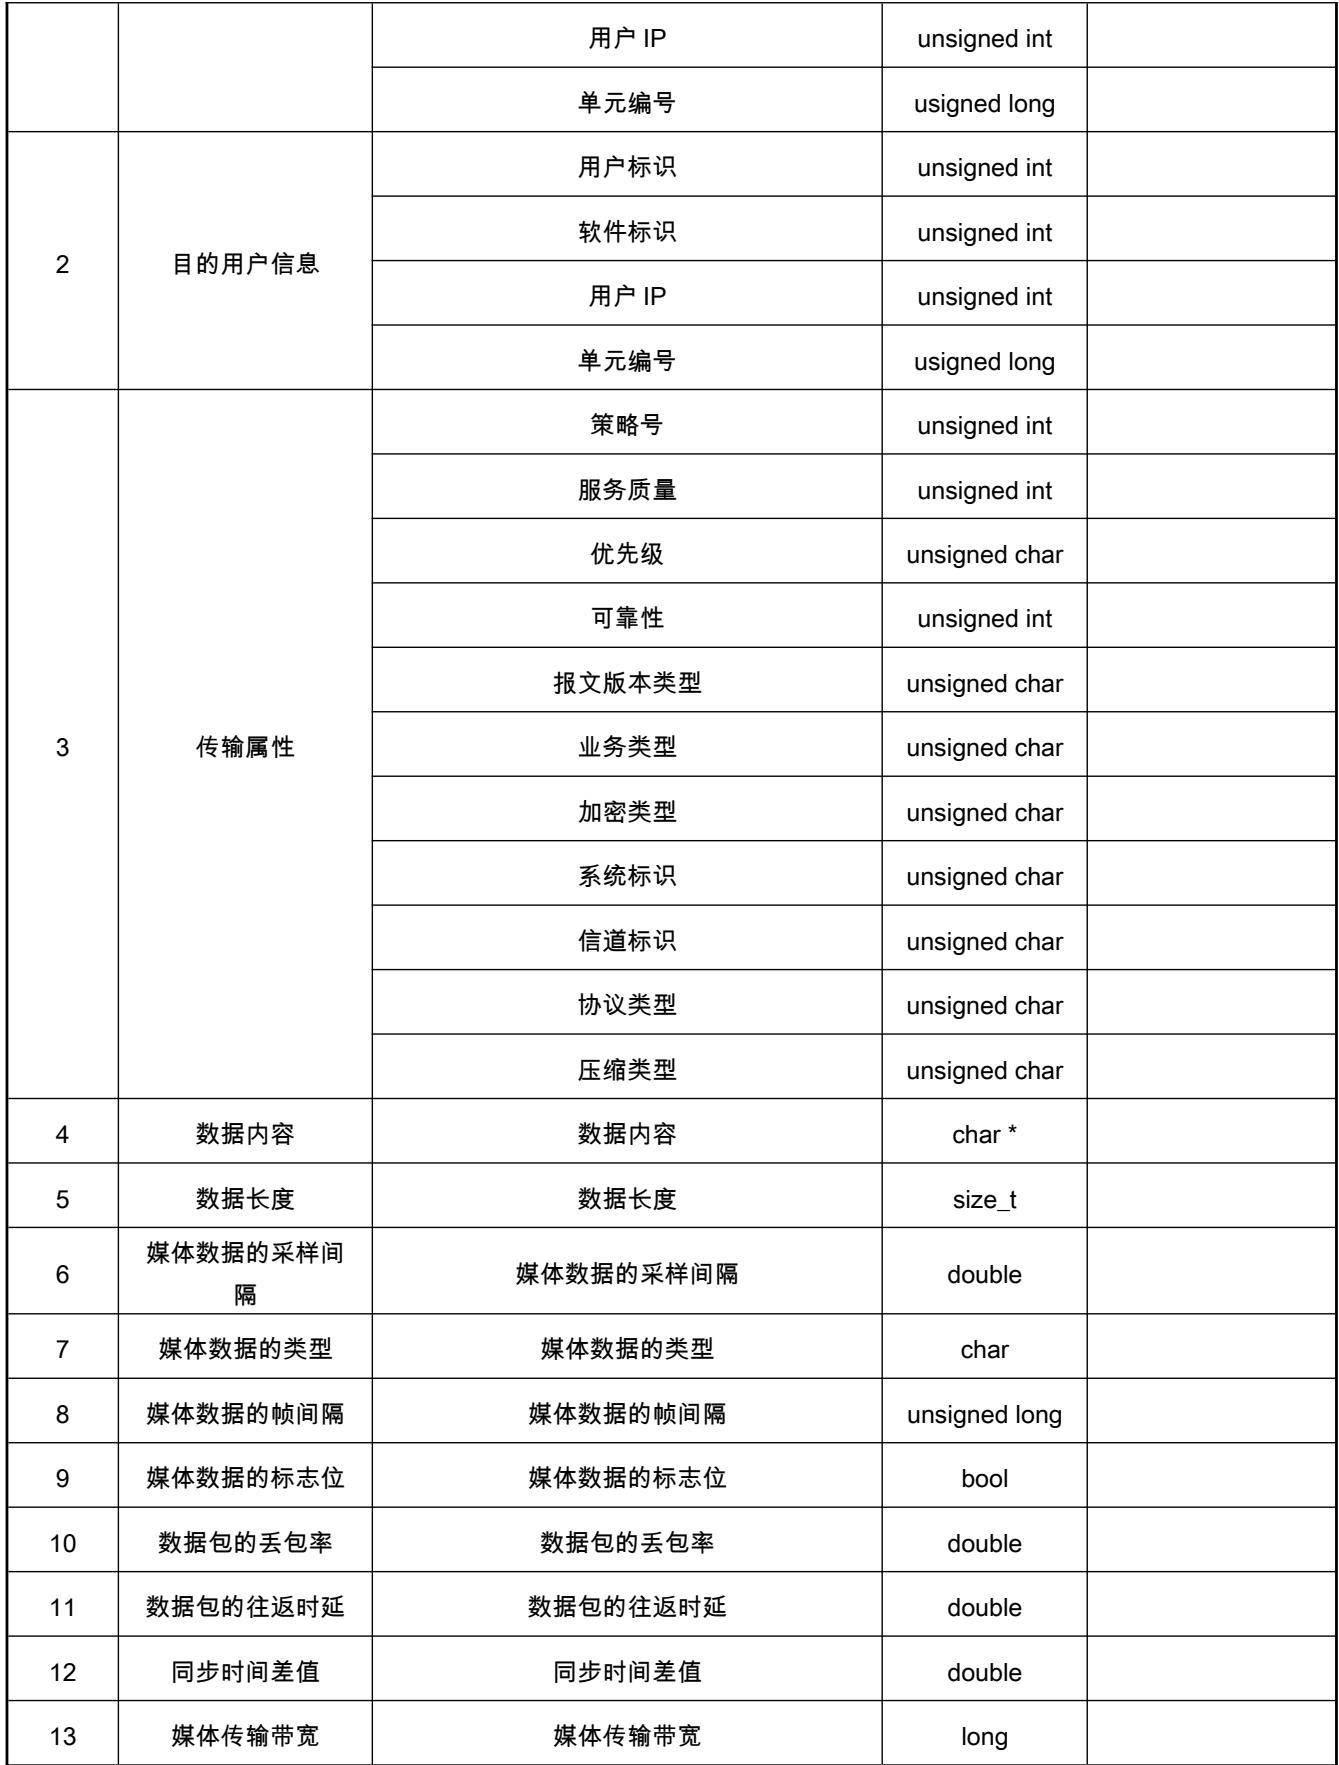 用户 IP unsigned int
单元编号 usigned long
用户标识 unsigned int
软件标识 unsigned int
2 目的用户信息
用户 IP unsigned int
单元编号 usigned long
策略号 unsigned int
服务质量 unsigned int
优先级 unsigned char
可靠性 unsigned int
报文版本类型 unsigned char
3 传输属性 业务类型 unsigned char
加密类型 unsigned char
系统标识 unsigned char
信道标识 unsigned char
协议类型 unsigned char
压缩类型 unsigned char
4 数据内容 数据内容 char *
5 数据长度 数据长度 size_t
媒体数据的采样间
6 媒体数据的采样间隔 double
隔
7 媒体数据的类型 媒体数据的类型 char
8 媒体数据的帧间隔 媒体数据的帧间隔 unsigned long
9 媒体数据的标志位 媒体数据的标志位 bool
10 数据包的丢包率 数据包的丢包率 double
11 数据包的往返时延 数据包的往返时延 double
12 同步时间差值 同步时间差值 double
13 媒体传输带宽 媒体传输带宽 long